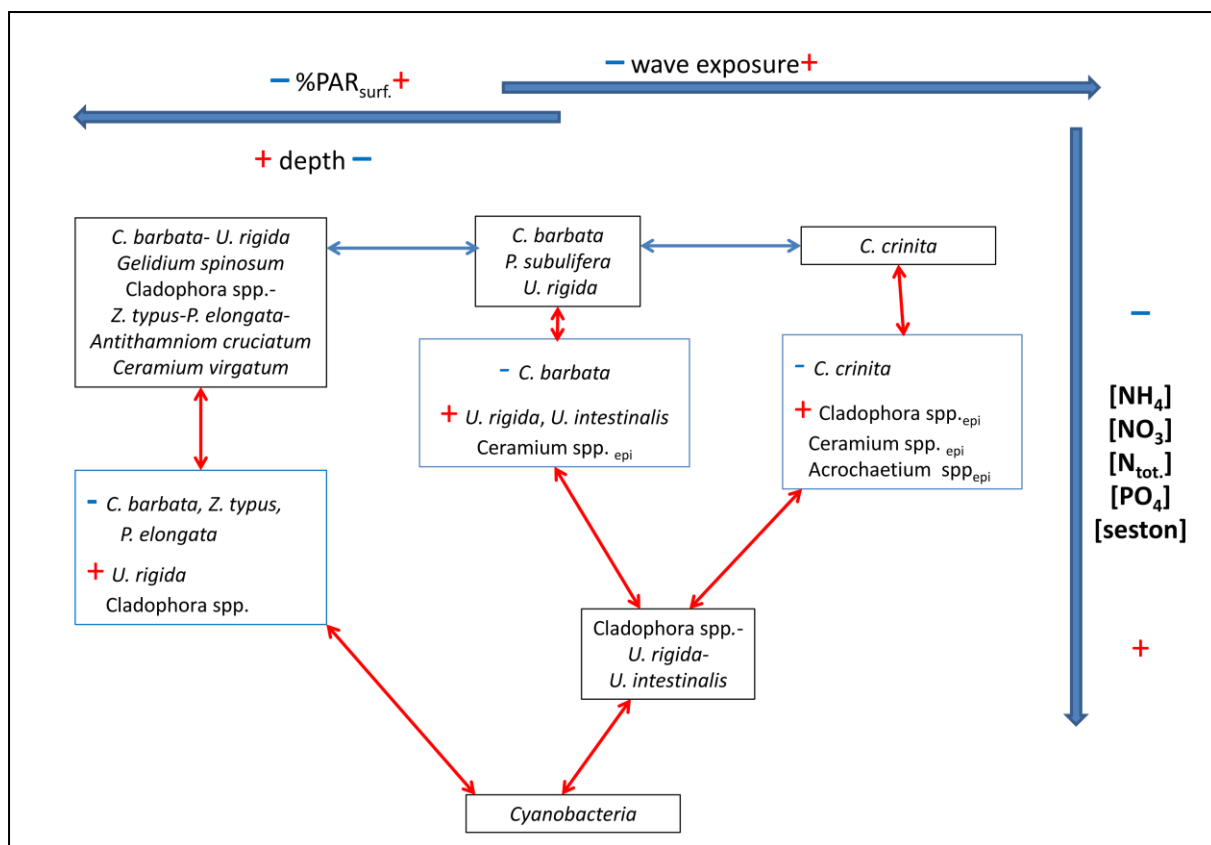 − wave exposure+
− %PARsurf.+
+ depth −
C. barbata- U. rigida
Gelidium spinosum
Cladophora spp.-
Z. typus-P. elongata-
Antithamniom cruciatum
Ceramium virgatum
C. barbata
P. subulifera
U. rigida
C. crinita
- C. barbata
+ U. rigida, U. intestinalis
Ceramium spp. epi
- C. crinita
+ Cladophora spp.epi
Ceramium spp. epi
Acrochaetium sppepi
−
[NH4]
[NO3]
[Ntot.]
[PO4]
[seston]
+
- C. barbata, Z. typus,
P. elongata
+ U. rigida
Cladophora spp.
Cladophora spp.-
U. rigida-
U. intestinalis
Cyanobacteria